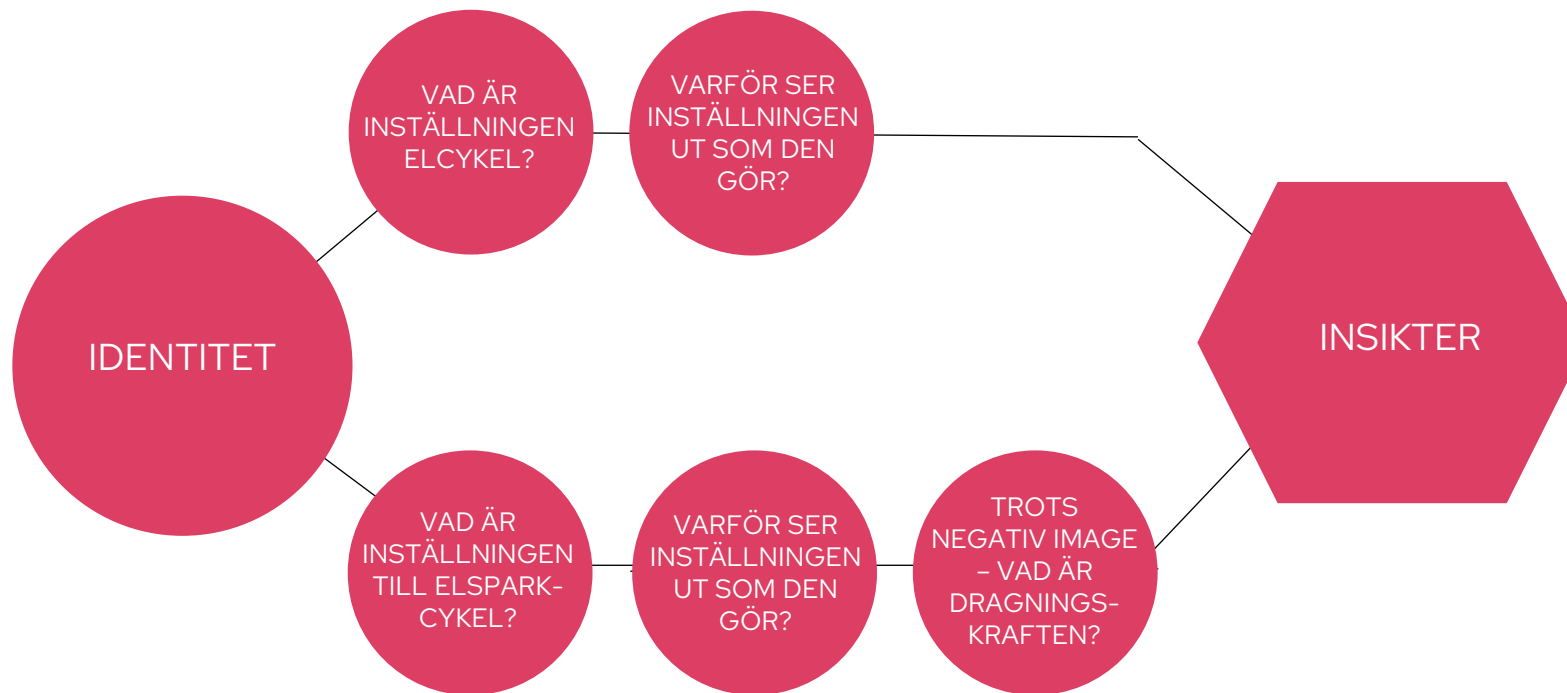 VAD ÄR
INSTÄLLNINGEN
ELCYKEL?
VARFÖR SER
INSTÄLLNINGEN
UT SOM DEN
GÖR?
IDENTITET
INSIKTER
VAD ÄR
INSTÄLLNINGEN
TILL ELSPARK-
CYKEL?
VARFÖR SER
INSTÄLLNINGEN
UT SOM DEN
GÖR?
TROTS
NEGATIV IMAGE
– VAD ÄR
DRAGNINGS-
KRAFTEN?